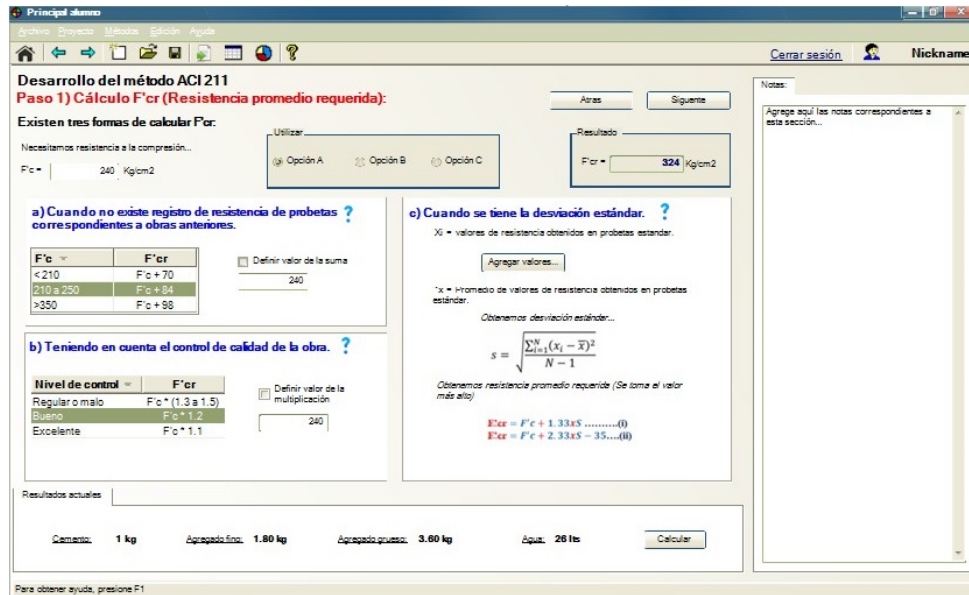 Principal alumno
Archivo Proyecto Métodos Edición Ayuda
Cerrar sesión
Nickname
Desarrollo del método ACI 211
Paso 1) Cálculo F'cr (Resistencia promedio requerida):
Atras
Siguente
Existen tres formas de calcular F'cr:
Necesitamos resistencia a la compresión...
F'c = 240 Kg/cm2
Utilizar
Opción A
Opción B
Opción C
Resultado
F'cr = 324 Kg/cm2
a) Cuando no existe registro de resistencia de probetas
correspondientes a obras anteriores.
F'c F'cr
<210 F'c + 70
210 a 250 F'c + 84
>350 F'c + 98
Definir valor de la suma
240
b) Teniendo en cuenta el control de calidad de la obra.
Nivel de control F'cr
Regular o malo F'c * (1.3 a 1.5)
Bueno F'c * 1.2
Excelente F'c * 1.1
Definir valor de la
multiplicación
240
c) Cuando se tiene la desviación estándar.
Xi = valores de resistencia obtenidos en probetas estandar.
Agregar valores...
"x = Promedio de valores de resistencia obtenidos en probetas
estándar.
Obtenemos desviación estándar...
s = √(∑ᵢ₌₁ᴺ(xᵢ − x̅)² / N − 1)
Obtenemos resistencia promedio requerida (Se toma el valor
más alto)
F'cr = F'c + 1.33xS ..........(i)
F'cr = F'c + 2.33xS − 35....(ii)
Notas:
Agrege aquí las notas correspondientes a
esta sección...
Resultados actuales
Cemento: 1 kg Agregado fino: 1.80 kg Agregado grueso: 3.60 kg Agua: 26 lts
Calcular
Para obtener ayuda, presione F1